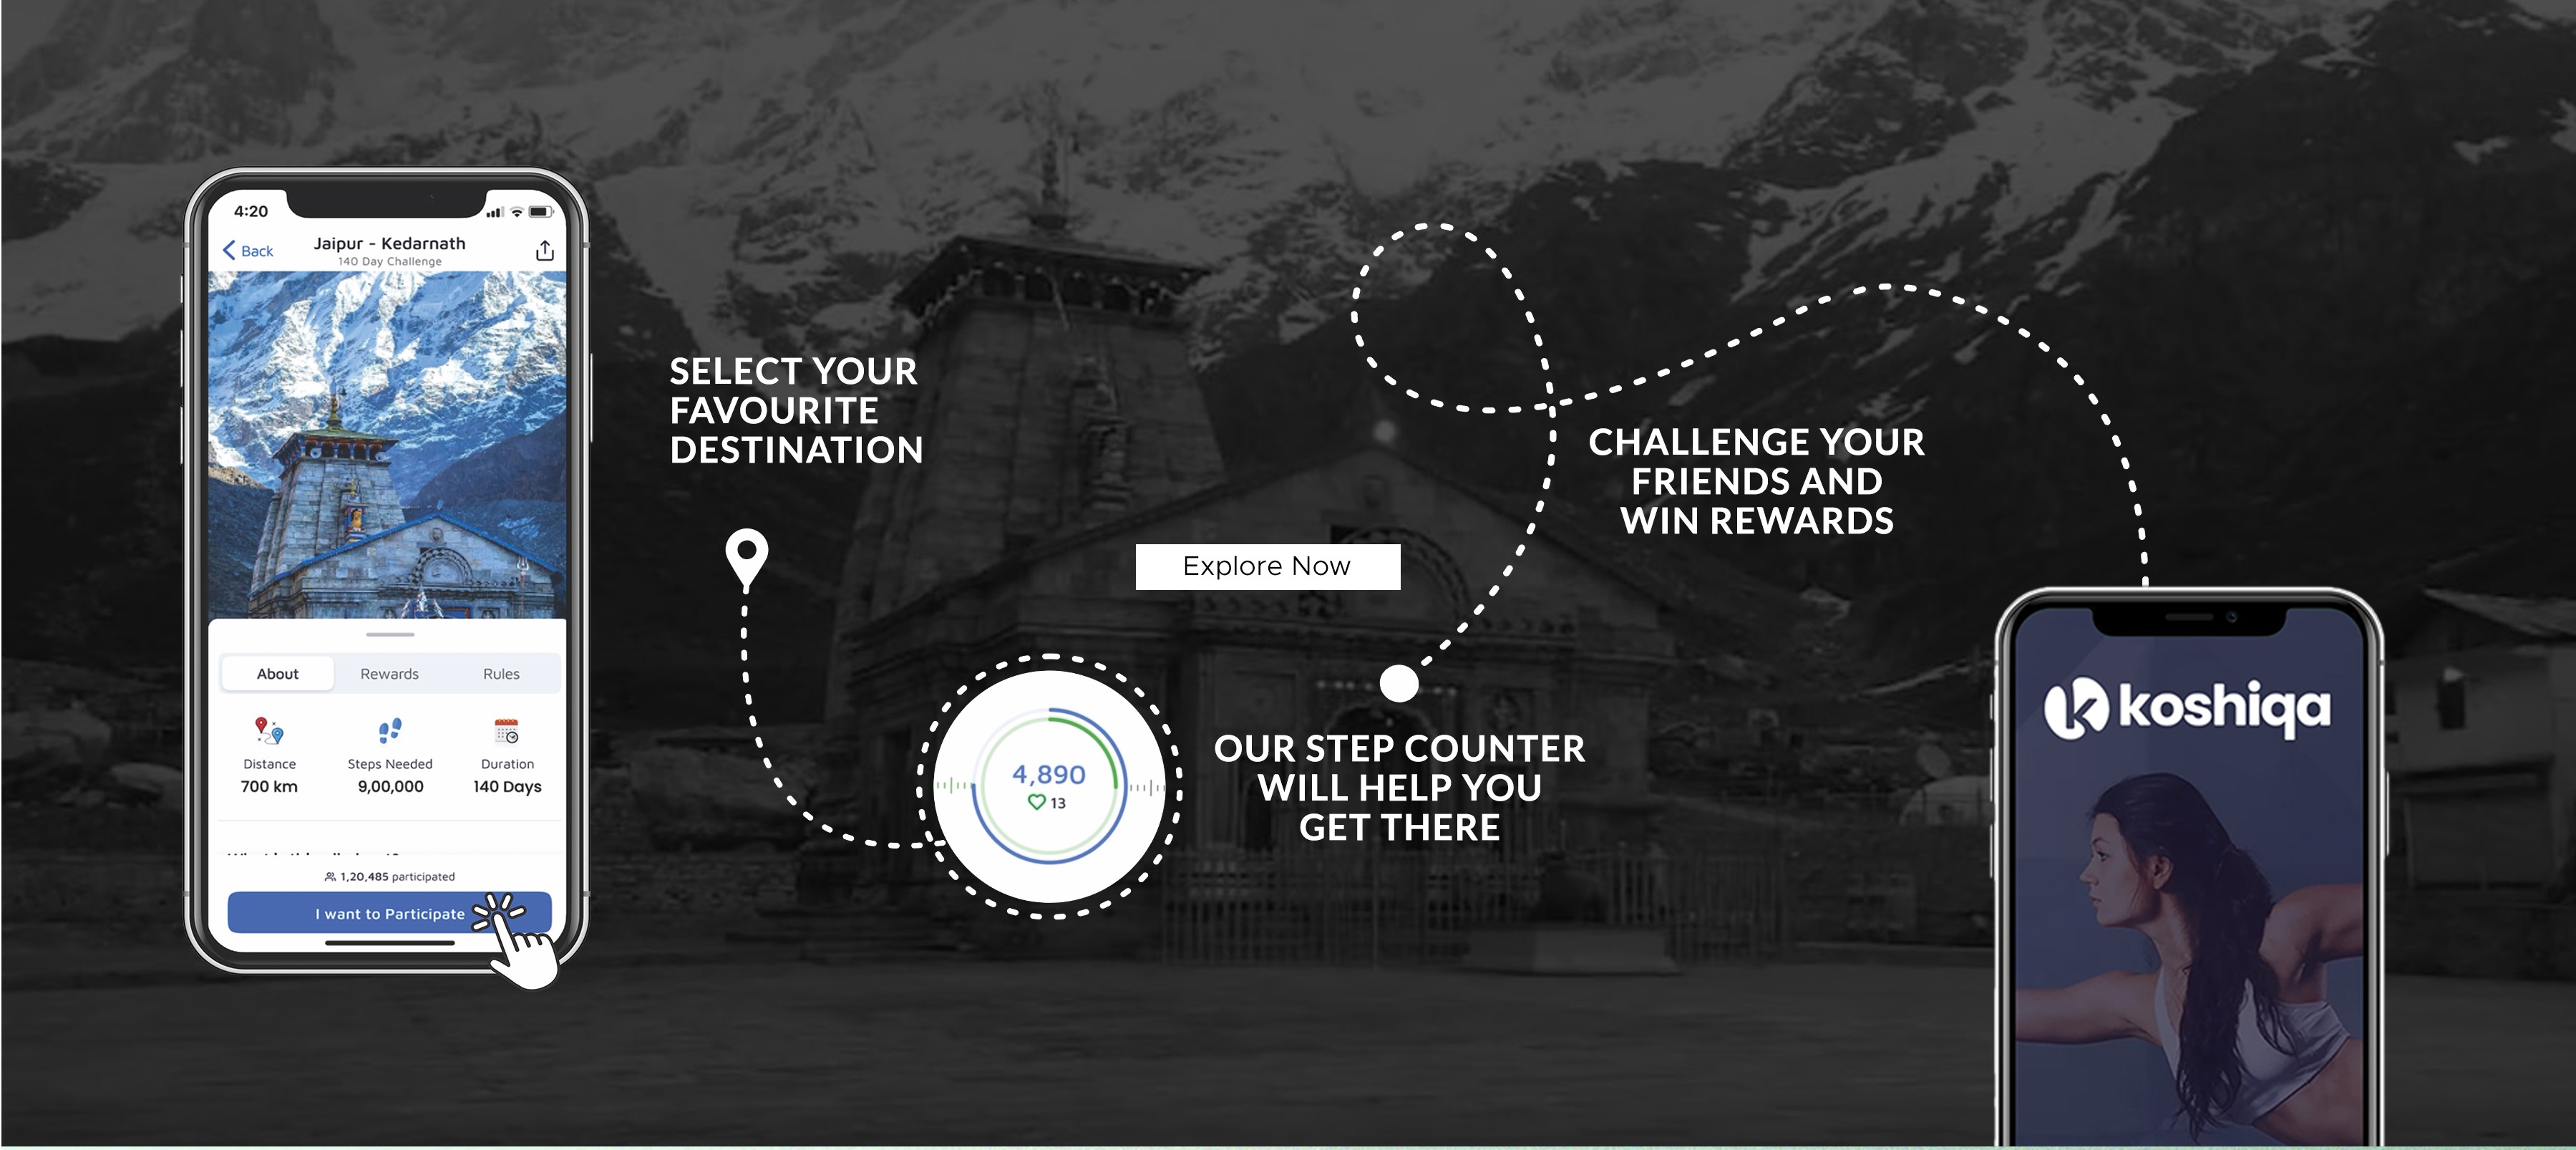 4:20
Back
Jaipur - Kedarnath
140 Day Challenge
About
Rewards
Rules
Distance
Steps Needed
Duration
700 km
9,00,000
140 Days
1,20,485 participated
I want to Participate
SELECT YOUR
FAVOURITE
DESTINATION
Explore Now
4,890
13
OUR STEP COUNTER
WILL HELP YOU
GET THERE
CHALLENGE YOUR
FRIENDS AND
WIN REWARDS
koshiqa